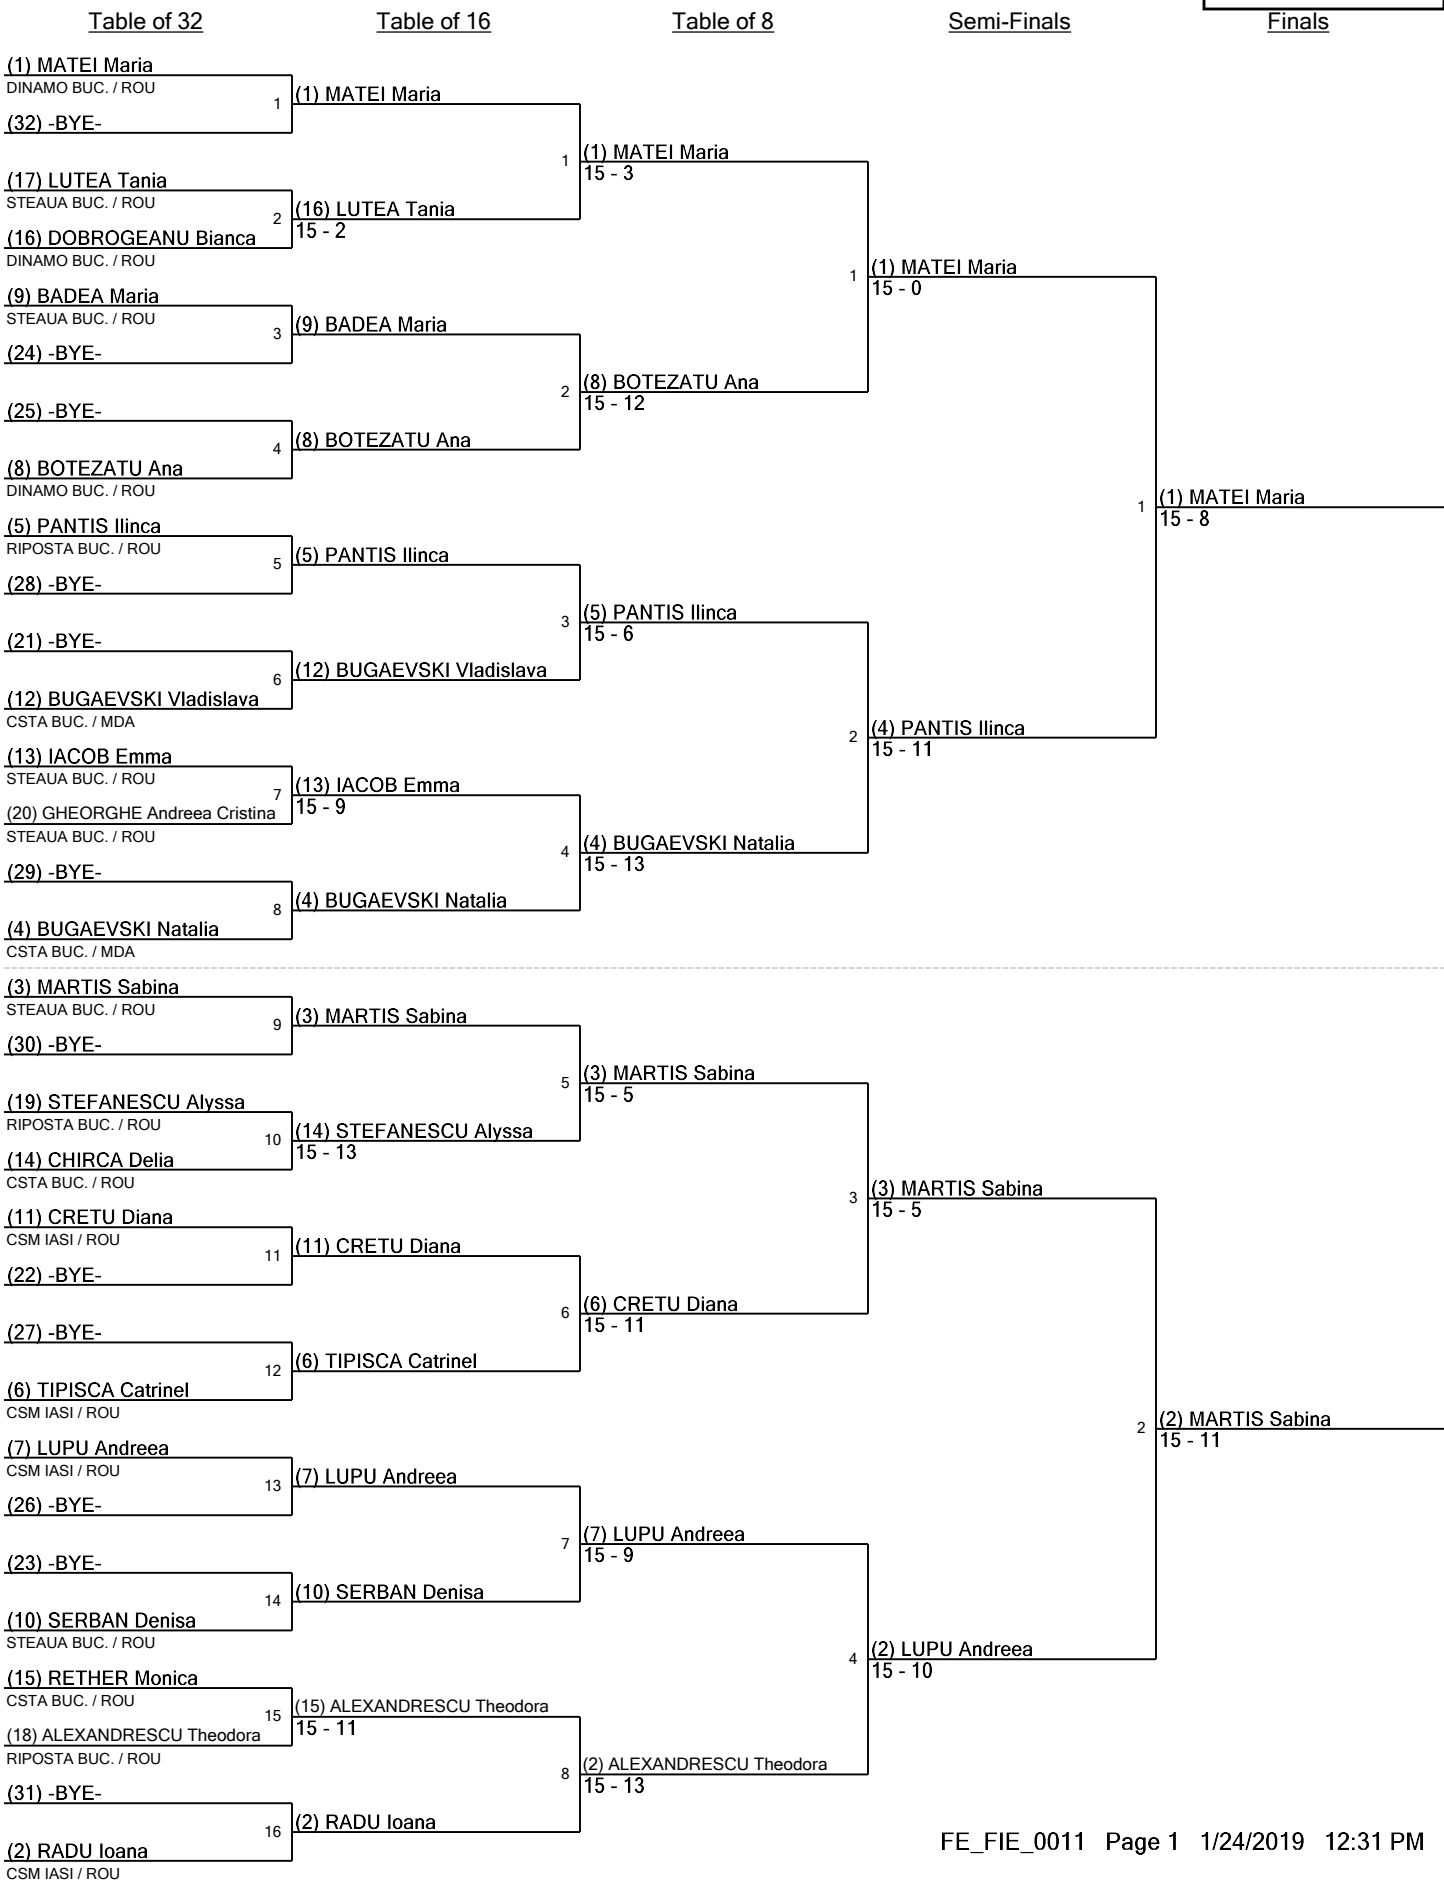 Table of 32
Table of 16
Table of 8
Semi-Finals
Finals
(1) MATEI Maria
DINAMO BUC. / ROU
1
(32) -BYE-
(17) LUTEA Tania
STEAUA BUC. / ROU
2
(16) DOBROGEANU Bianca
DINAMO BUC. / ROU
(9) BADEA Maria
STEAUA BUC. / ROU
3
(24) -BYE-
(25) -BYE-
4
(8) BOTEZATU Ana
DINAMO BUC. / ROU
(5) PANTIS Ilinca
RIPOSTA BUC. / ROU
5
(28) -BYE-
(21) -BYE-
6
(12) BUGAEVSKI Vladislava
CSTA BUC. / MDA
(13) IACOB Emma
STEAUA BUC. / ROU
7
(20) GHEORGHE Andreea Cristina
STEAUA BUC. / ROU
(29) -BYE-
8
(4) BUGAEVSKI Natalia
CSTA BUC. / MDA
(3) MARTIS Sabina
STEAUA BUC. / ROU
9
(30) -BYE-
(19) STEFANESCU Alyssa
RIPOSTA BUC. / ROU
10
(14) CHIRCA Delia
CSTA BUC. / ROU
(11) CRETU Diana
CSM IASI / ROU
11
(22) -BYE-
(27) -BYE-
12
(6) TIPISCA Catrinel
CSM IASI / ROU
(7) LUPU Andreea
CSM IASI / ROU
13
(26) -BYE-
(23) -BYE-
14
(10) SERBAN Denisa
STEAUA BUC. / ROU
(15) RETHER Monica
CSTA BUC. / ROU
15
(18) ALEXANDRESCU Theodora
RIPOSTA BUC. / ROU
(31) -BYE-
16
(2) RADU Ioana
CSM IASI / ROU
(1) MATEI Maria
1
(16) LUTEA Tania
15 - 2
(9) BADEA Maria
2
(8) BOTEZATU Ana
(5) PANTIS Ilinca
3
(12) BUGAEVSKI Vladislava
(13) IACOB Emma
15 - 9
4
(4) BUGAEVSKI Natalia
(3) MARTIS Sabina
5
(14) STEFANESCU Alyssa
15 - 13
(11) CRETU Diana
6
(6) TIPISCA Catrinel
(7) LUPU Andreea
7
(10) SERBAN Denisa
(15) ALEXANDRESCU Theodora
15 - 11
8
(2) RADU Ioana
(1) MATEI Maria
15 - 3
1
(8) BOTEZATU Ana
15 - 12
(5) PANTIS Ilinca
15 - 6
2
(4) BUGAEVSKI Natalia
15 - 13
(3) MARTIS Sabina
15 - 5
3
(6) CRETU Diana
15 - 11
(7) LUPU Andreea
15 - 9
4
(2) ALEXANDRESCU Theodora
15 - 13
(1) MATEI Maria
15 - 0
1
(4) PANTIS Ilinca
15 - 11
(3) MARTIS Sabina
15 - 5
2
(2) LUPU Andreea
15 - 10
(1) MATEI Maria
15 - 8
(2) MARTIS Sabina
15 - 11
FE_FIE_0011 Page 1 1/24/2019 12:31 PM